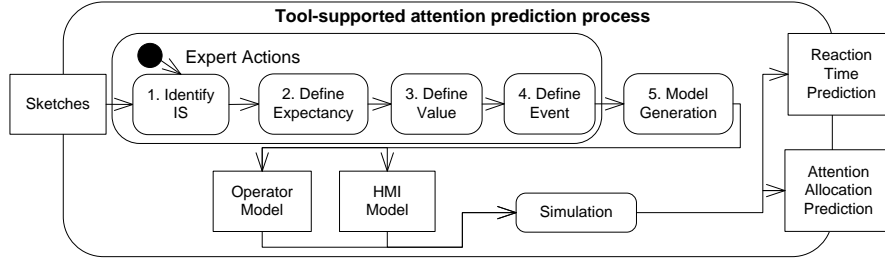 Tool-supported attention prediction process
Expert Actions
Sketches
1. Identify
IS
2. Define
Expectancy
3. Define
Value
4. Define
Event
5. Model
Generation
Reaction
Time
Prediction
Operator
Model
HMI
Model
Simulation
Attention
Allocation
Prediction